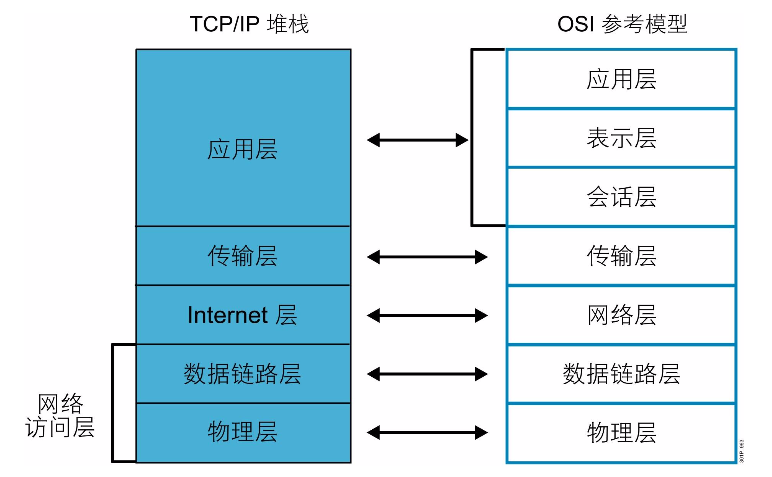 TCP/IP 堆栈
OSI 参考模型
应用层
应用层
表示层
会话层
传输层
传输层
Internet 层
网络层
数据链路层
数据链路层
网络
访问层
物理层
物理层